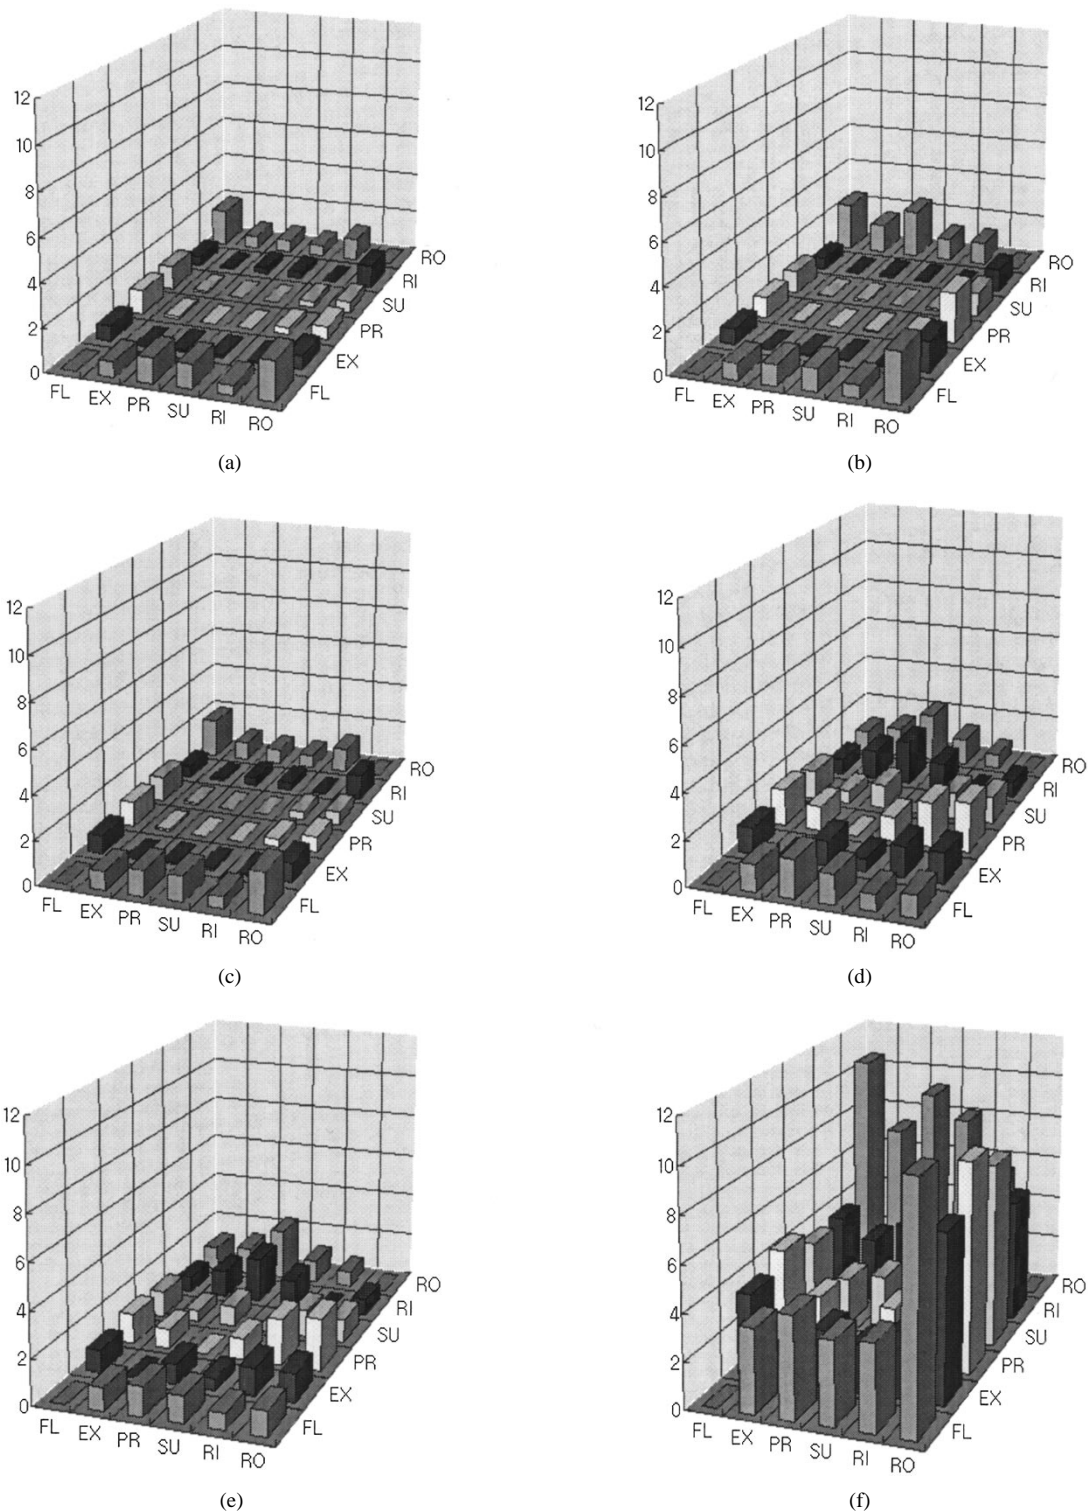 12
10
8
6
4
2
0
FL EX PR SU RI RO
FL
EX
PR
SU
RI
RO
(a)
12
10
8
6
4
2
0
FL EX PR SU RI RO
FL
EX
PR
SU
RI
RO
(b)
12
10
8
6
4
2
0
FL EX PR SU RI RO
FL
EX
PR
SU
RI
RO
(c)
12
10
8
6
4
2
0
FL EX PR SU RI RO
FL
EX
PR
SU
RI
RO
(d)
12
10
8
6
4
2
0
FL EX PR SU RI RO
FL
EX
PR
SU
RI
RO
(e)
12
10
8
6
4
2
0
FL EX PR SU RI RO
FL
EX
PR
SU
RI
RO
(f)